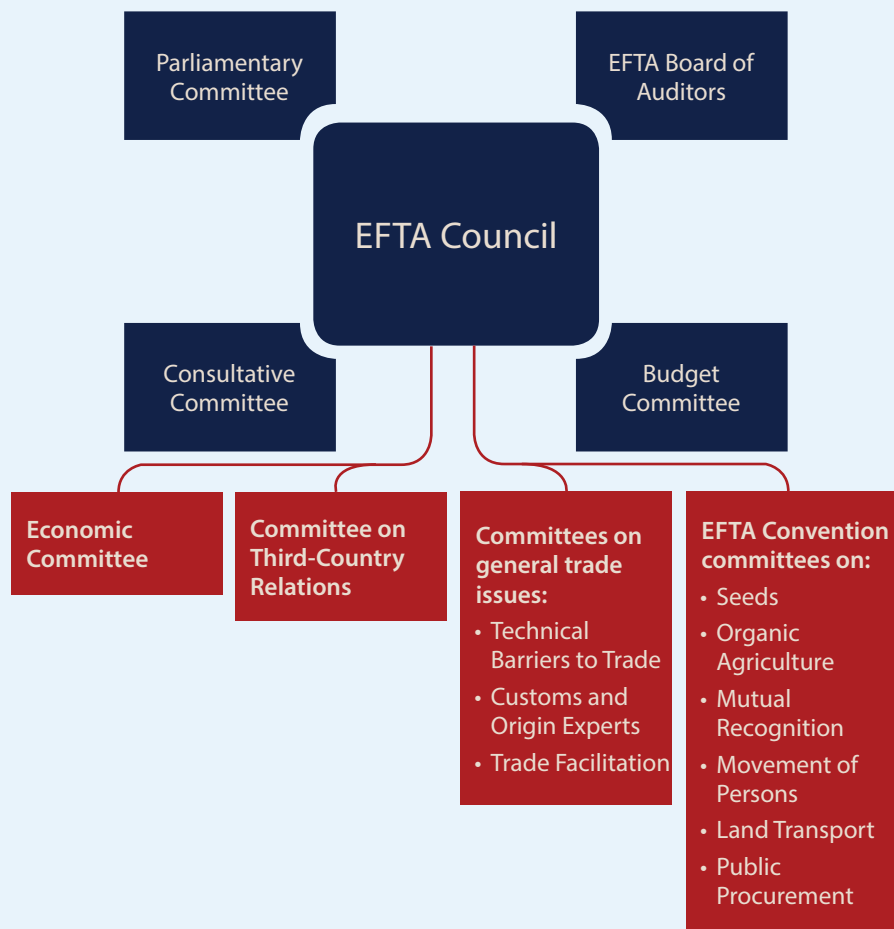 Parliamentary
Committee
EFTA Board of
Auditors
EFTA Council
Consultative
Committee
Budget
Committee
Economic
Committee
Committee on
Third-Country
Relations
Committees on
general trade
issues:
• Technical
Barriers to Trade
• Customs and
Origin Experts
• Trade Facilitation
EFTA Convention
committees on:
• Seeds
• Organic
Agriculture
• Mutual
Recognition
• Movement of
Persons
• Land Transport
• Public
Procurement